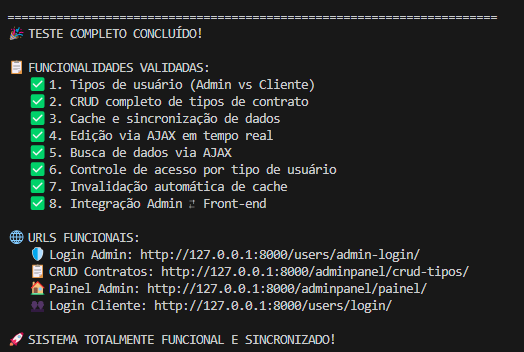 ======================================================================
🎉 TESTE COMPLETO CONCLUÍDO!
📋 FUNCIONALIDADES VALIDADAS:
✅ 1. Tipos de usuário (Admin vs Cliente)
✅ 2. CRUD completo de tipos de contrato
✅ 3. Cache e sincronização de dados
✅ 4. Edição via AJAX em tempo real
✅ 5. Busca de dados via AJAX
✅ 6. Controle de acesso por tipo de usuário
✅ 7. Invalidação automática de cache
✅ 8. Integração Admin ⇄ Front-end
🌐 URLS FUNCIONAIS:
🛡️ Login Admin: http://127.0.0.1:8000/users/admin-login/
📋 CRUD Contratos: http://127.0.0.1:8000/adminpanel/crud-tipos/
🏠 Painel Admin: http://127.0.0.1:8000/adminpanel/painel/
👥 Login Cliente: http://127.0.0.1:8000/users/login/
🚀 SISTEMA TOTALMENTE FUNCIONAL E SINCRONIZADO!